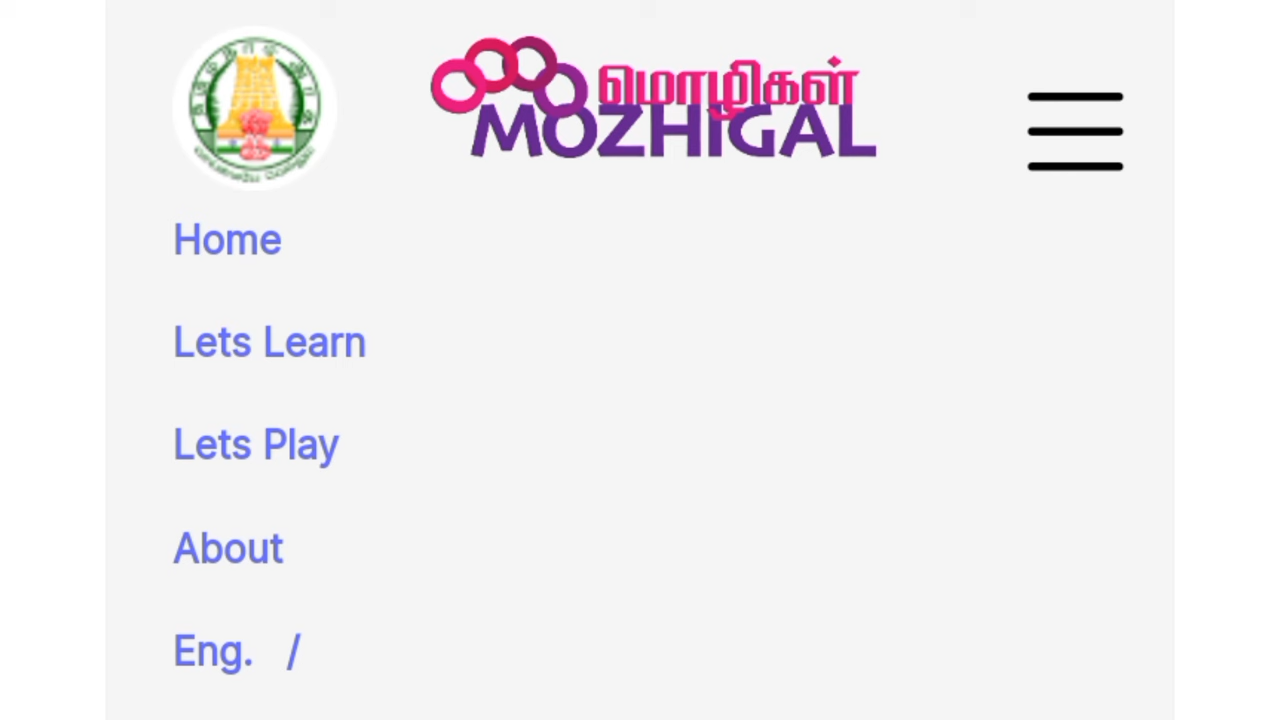 மொழிகள்
MOZHIGAL
Home
Lets Learn
Lets Play
About
Eng. /